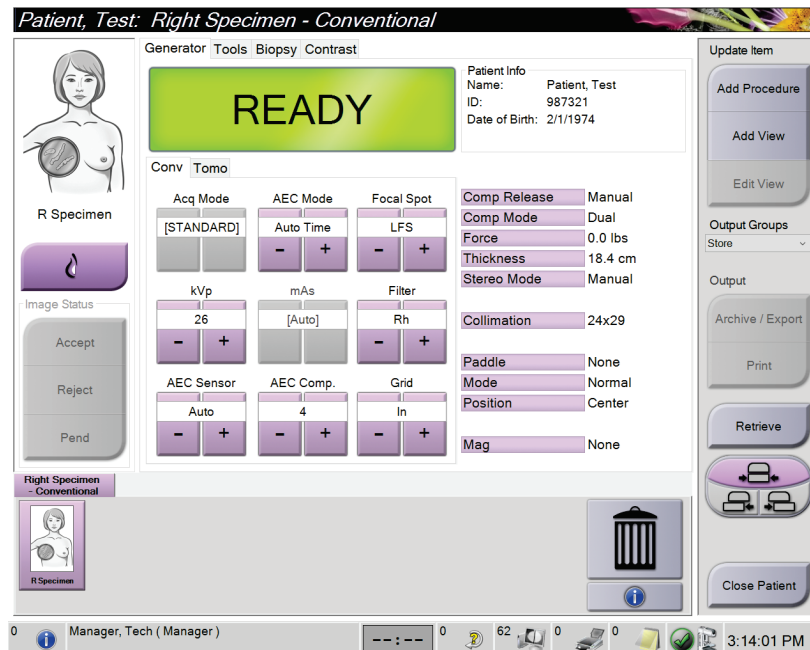 Patient, Test: Right Specimen - Conventional
Generator Tools Biopsy Contrast
READY
Patient Info
Name: Patient, Test
ID: 987321
Date of Birth: 2/1/1974
R Specimen
Image Status
Accept
Reject
Pend
Conv Tomo
Acq Mode AEC Mode Focal Spot
[STANDARD] Auto Time LFS
- + - +
kVp mAs Filter
26 [Auto] Rh
- + - +
AEC Sensor AEC Comp. Grid
Auto 4 In
- + - + - +
Comp Release Manual
Comp Mode Dual
Force 0.0 lbs
Thickness 18.4 cm
Stereo Mode Manual
Collimation 24x29
Paddle None
Mode Normal
Position Center
Mag None
Update Item
Add Procedure
Add View
Edit View
Output Groups
Store
Output
Archive / Export
Print
Retrieve
Close Patient
Right Specimen
- Conventional
R Specimen
0 Manager, Tech ( Manager ) --:-- 0 62 0 0 3:14:01 PM